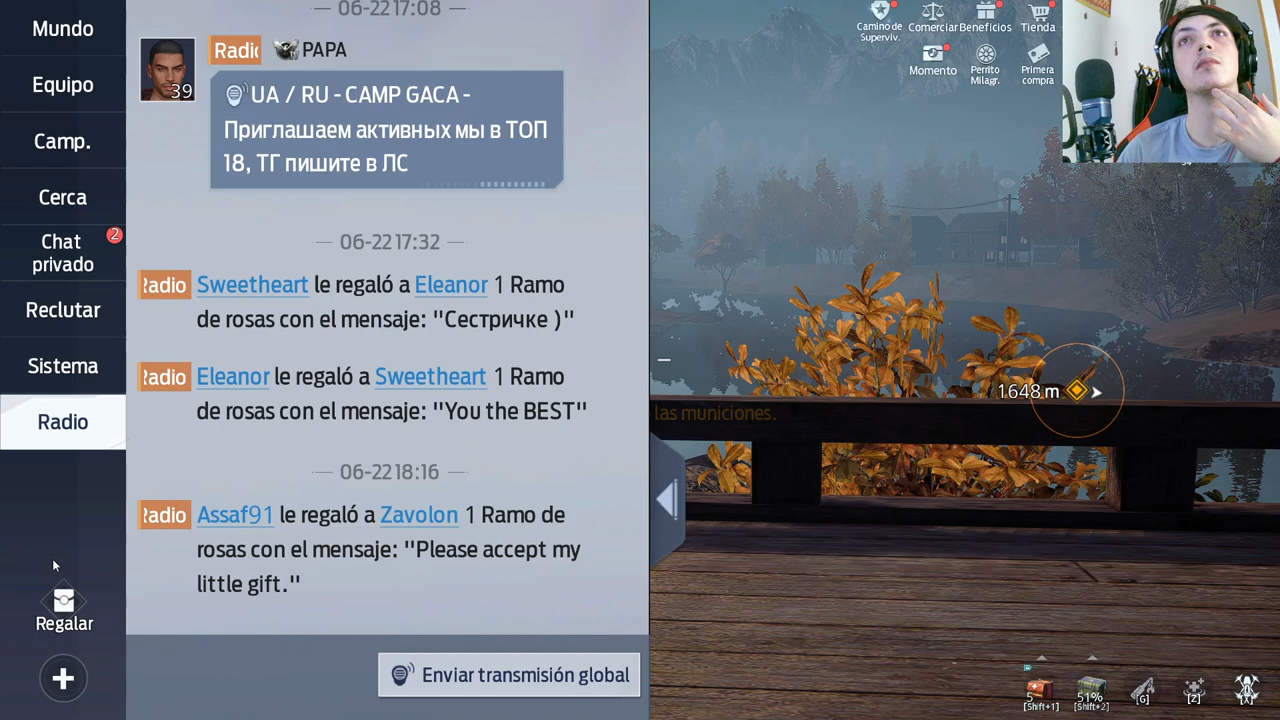 Mundo
Equipo
Camp.
Cerca
Chat
privado
2
Reclutar
Sistema
Radio
Regalar
06-22 17:08
Radio PAPA
39
UA / RU - CAMP GACA -
Приглашаем активных мы в ТОП
18, ТГ пишите в ЛС
06-22 17:32
Radio Sweetheart le regaló a Eleanor 1 Ramo
de rosas con el mensaje: "Сестричке )"
Radio Eleanor le regaló a Sweetheart 1 Ramo
de rosas con el mensaje: "You the BEST"
06-22 18:16
Radio Assaf91 le regaló a Zavolon 1 Ramo de
rosas con el mensaje: "Please accept my
little gift."
Enviar transmisión global
Camino de
Superviv.
Comerciar
Beneficios
Tienda
Momento
Perrito
Milagr.
Primera
compra
1648 m
las municiones.
5
[Shift+1]
51%
[Shift+2]
[G]
[Z]
[X]